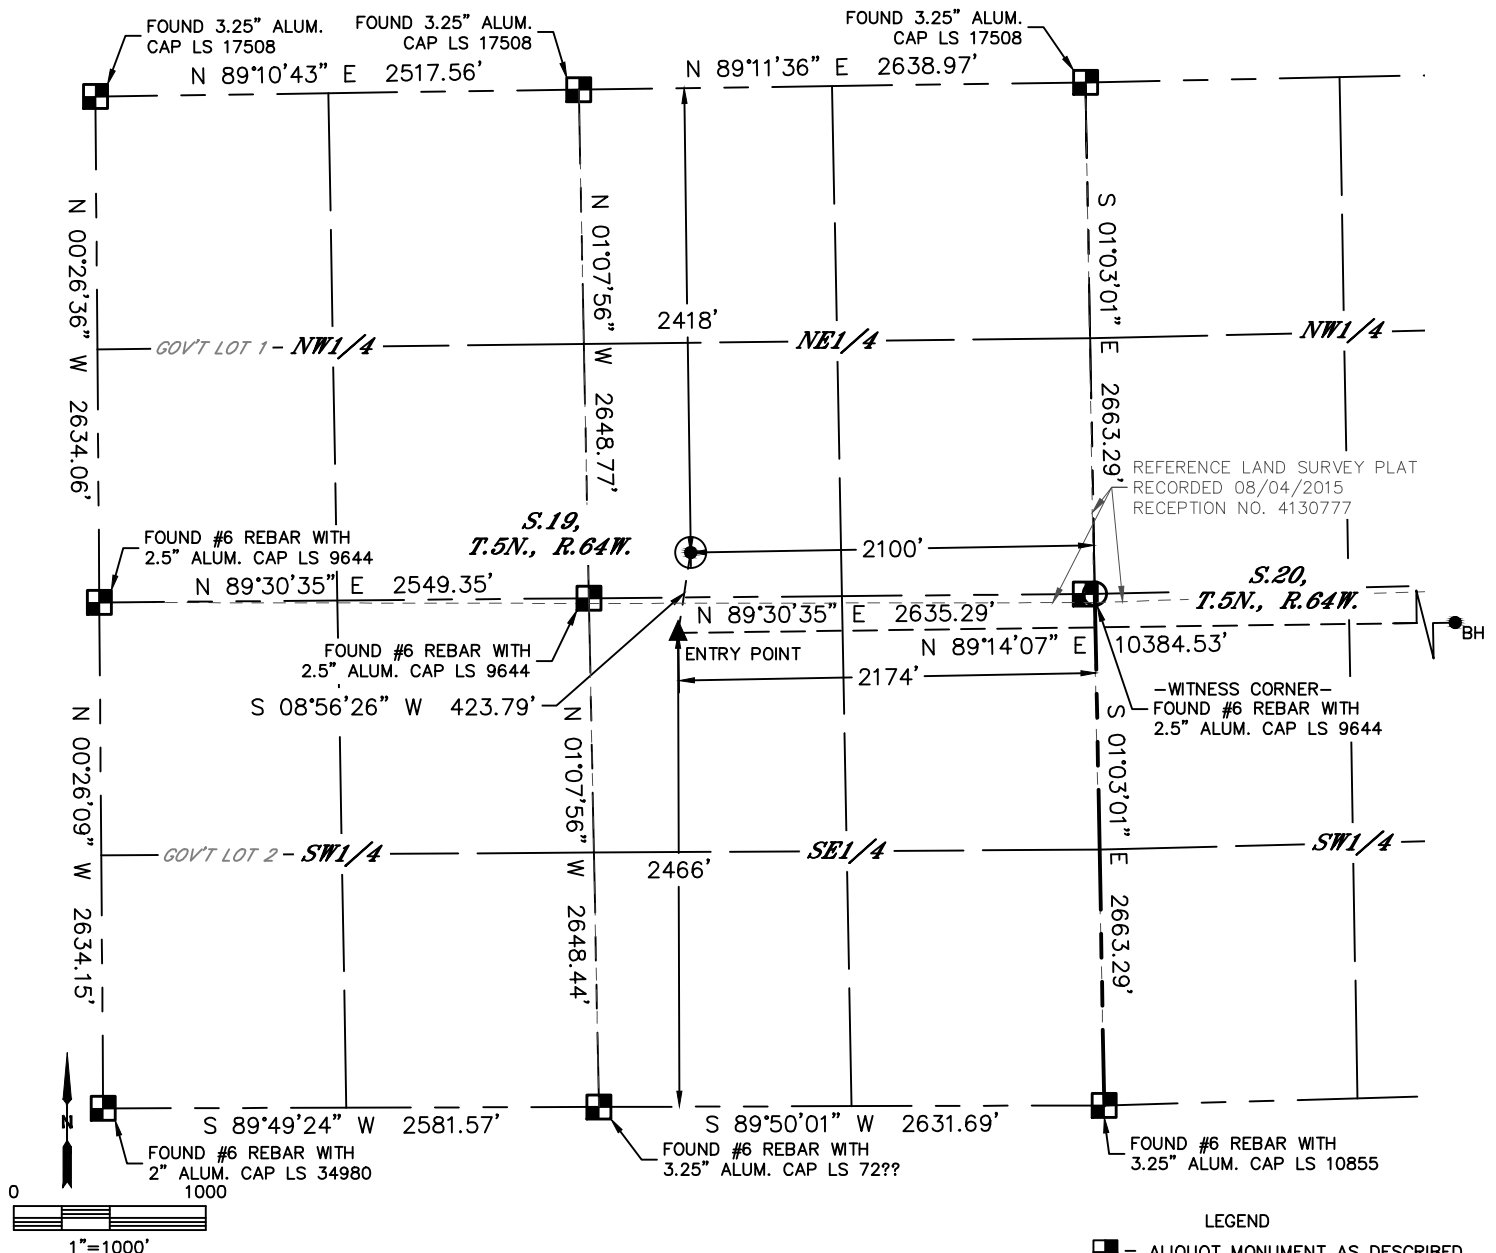 FOUND 3.25" ALUM.
CAP LS 17508
FOUND 3.25" ALUM.
CAP LS 17508
FOUND 3.25" ALUM.
CAP LS 17508
N 89°10'43" E 2517.56'
N 89°11'36" E 2638.97'
N 00°26'36" W 2634.06'
N 01°07'56" W 2648.77'
S 01°03'01" E 2663.29'
2418'
GOV'T LOT 1 - NW1/4
NE1/4
NW1/4
REFERENCE LAND SURVEY PLAT
RECORDED 08/04/2015
RECEPTION NO. 4130777
S.19,
T.5N., R.64W.
FOUND #6 REBAR WITH
2.5" ALUM. CAP LS 9644
2100'
N 89°30'35" E 2549.35'
S.20,
T.5N., R.64W.
N 89°30'35" E 2635.29'
BH
FOUND #6 REBAR WITH
2.5" ALUM. CAP LS 9644
ENTRY POINT
N 89°14'07" E 10384.53'
2174'
-WITNESS CORNER-
FOUND #6 REBAR WITH
2.5" ALUM. CAP LS 9644
S 08°56'26" W 423.79'
N 00°26'09" W 2634.15'
N 01°07'56" W 2648.44'
S 01°03'01" E 2663.29'
GOV'T LOT 2 - SW1/4
2466'
SE1/4
SW1/4
N
S 89°49'24" W 2581.57'
S 89°50'01" W 2631.69'
FOUND #6 REBAR WITH
2" ALUM. CAP LS 34980
FOUND #6 REBAR WITH
3.25" ALUM. CAP LS 72??
FOUND #6 REBAR WITH
3.25" ALUM. CAP LS 10855
0 1000
1"=1000'
LEGEND
- ALIQUOT MONUMENT AS DESCRIBED